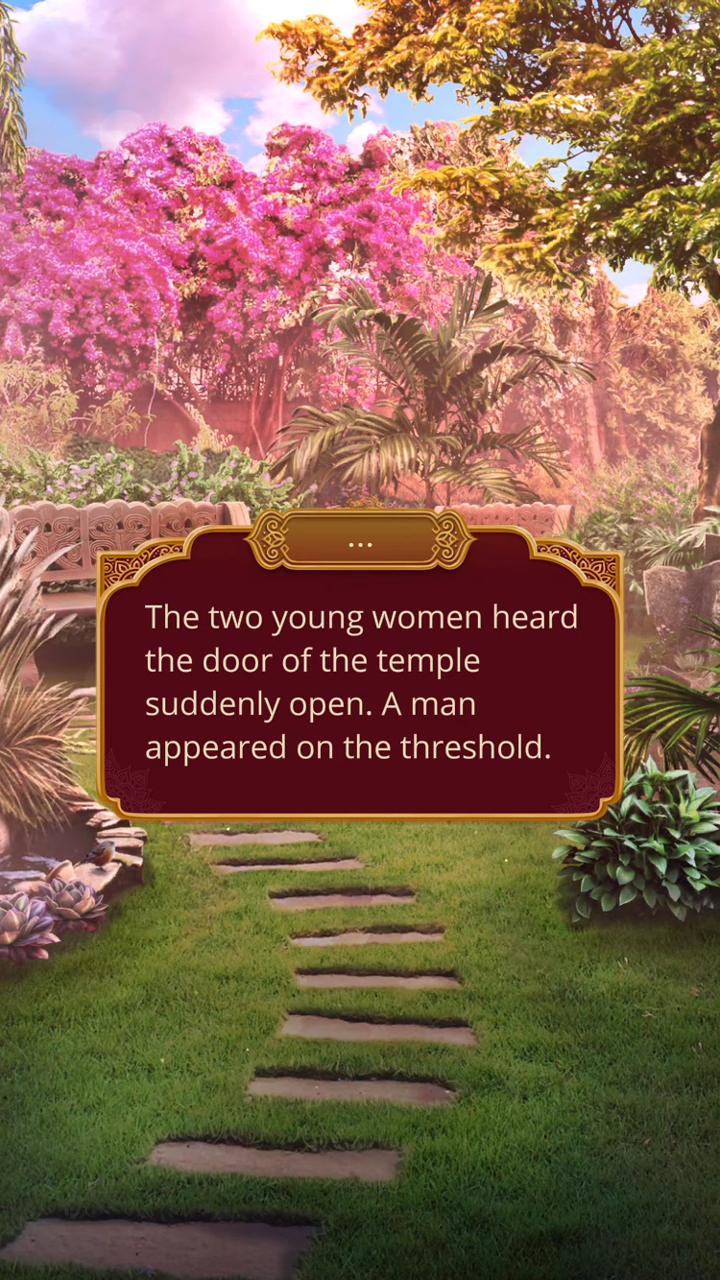 ...
The two young women heard
the door of the temple
suddenly open. A man
appeared on the threshold.